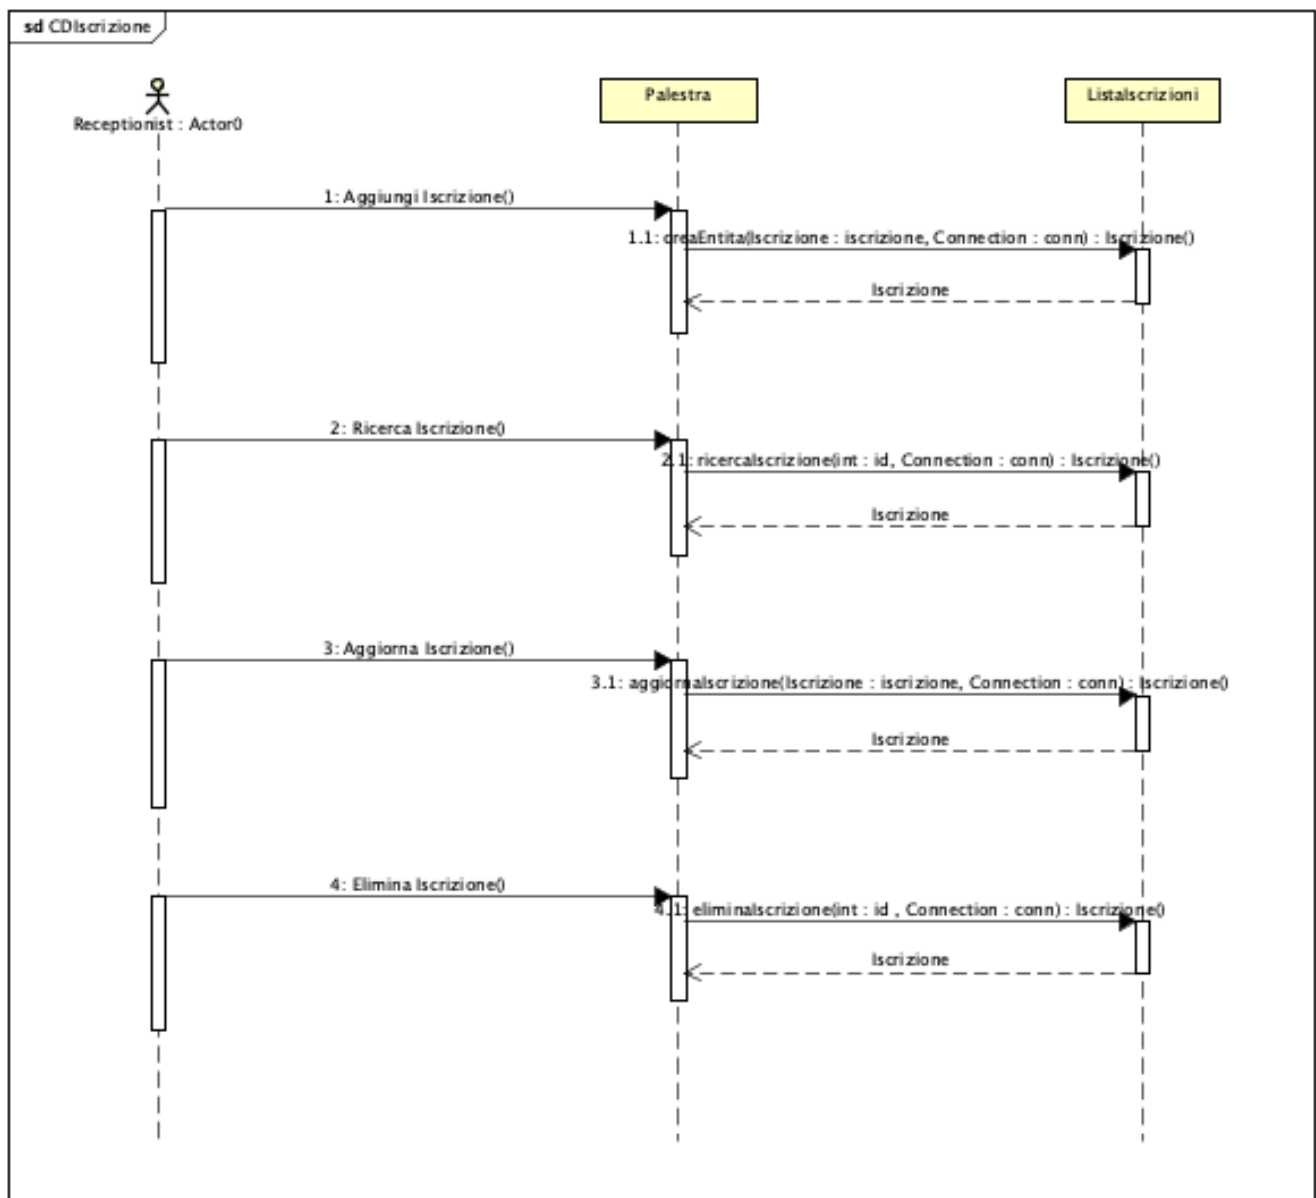 sd CDIscrizione
Receptionist : Actor0
Palestra
ListaIscrizioni
1: Aggiungi Iscrizione()
1.1: creaEntita(Iscrizione : iscrizione, Connection : conn) : Iscrizione()
Iscrizione
2: Ricerca Iscrizione()
2.1: ricercaIscrizione(int : id, Connection : conn) : Iscrizione()
Iscrizione
3: Aggiorna Iscrizione()
3.1: aggiornaIscrizione(Iscrizione : iscrizione, Connection : conn) : Iscrizione()
Iscrizione
4: Elimina Iscrizione()
4.1: eliminaIscrizione(int : id , Connection : conn) : Iscrizione()
Iscrizione